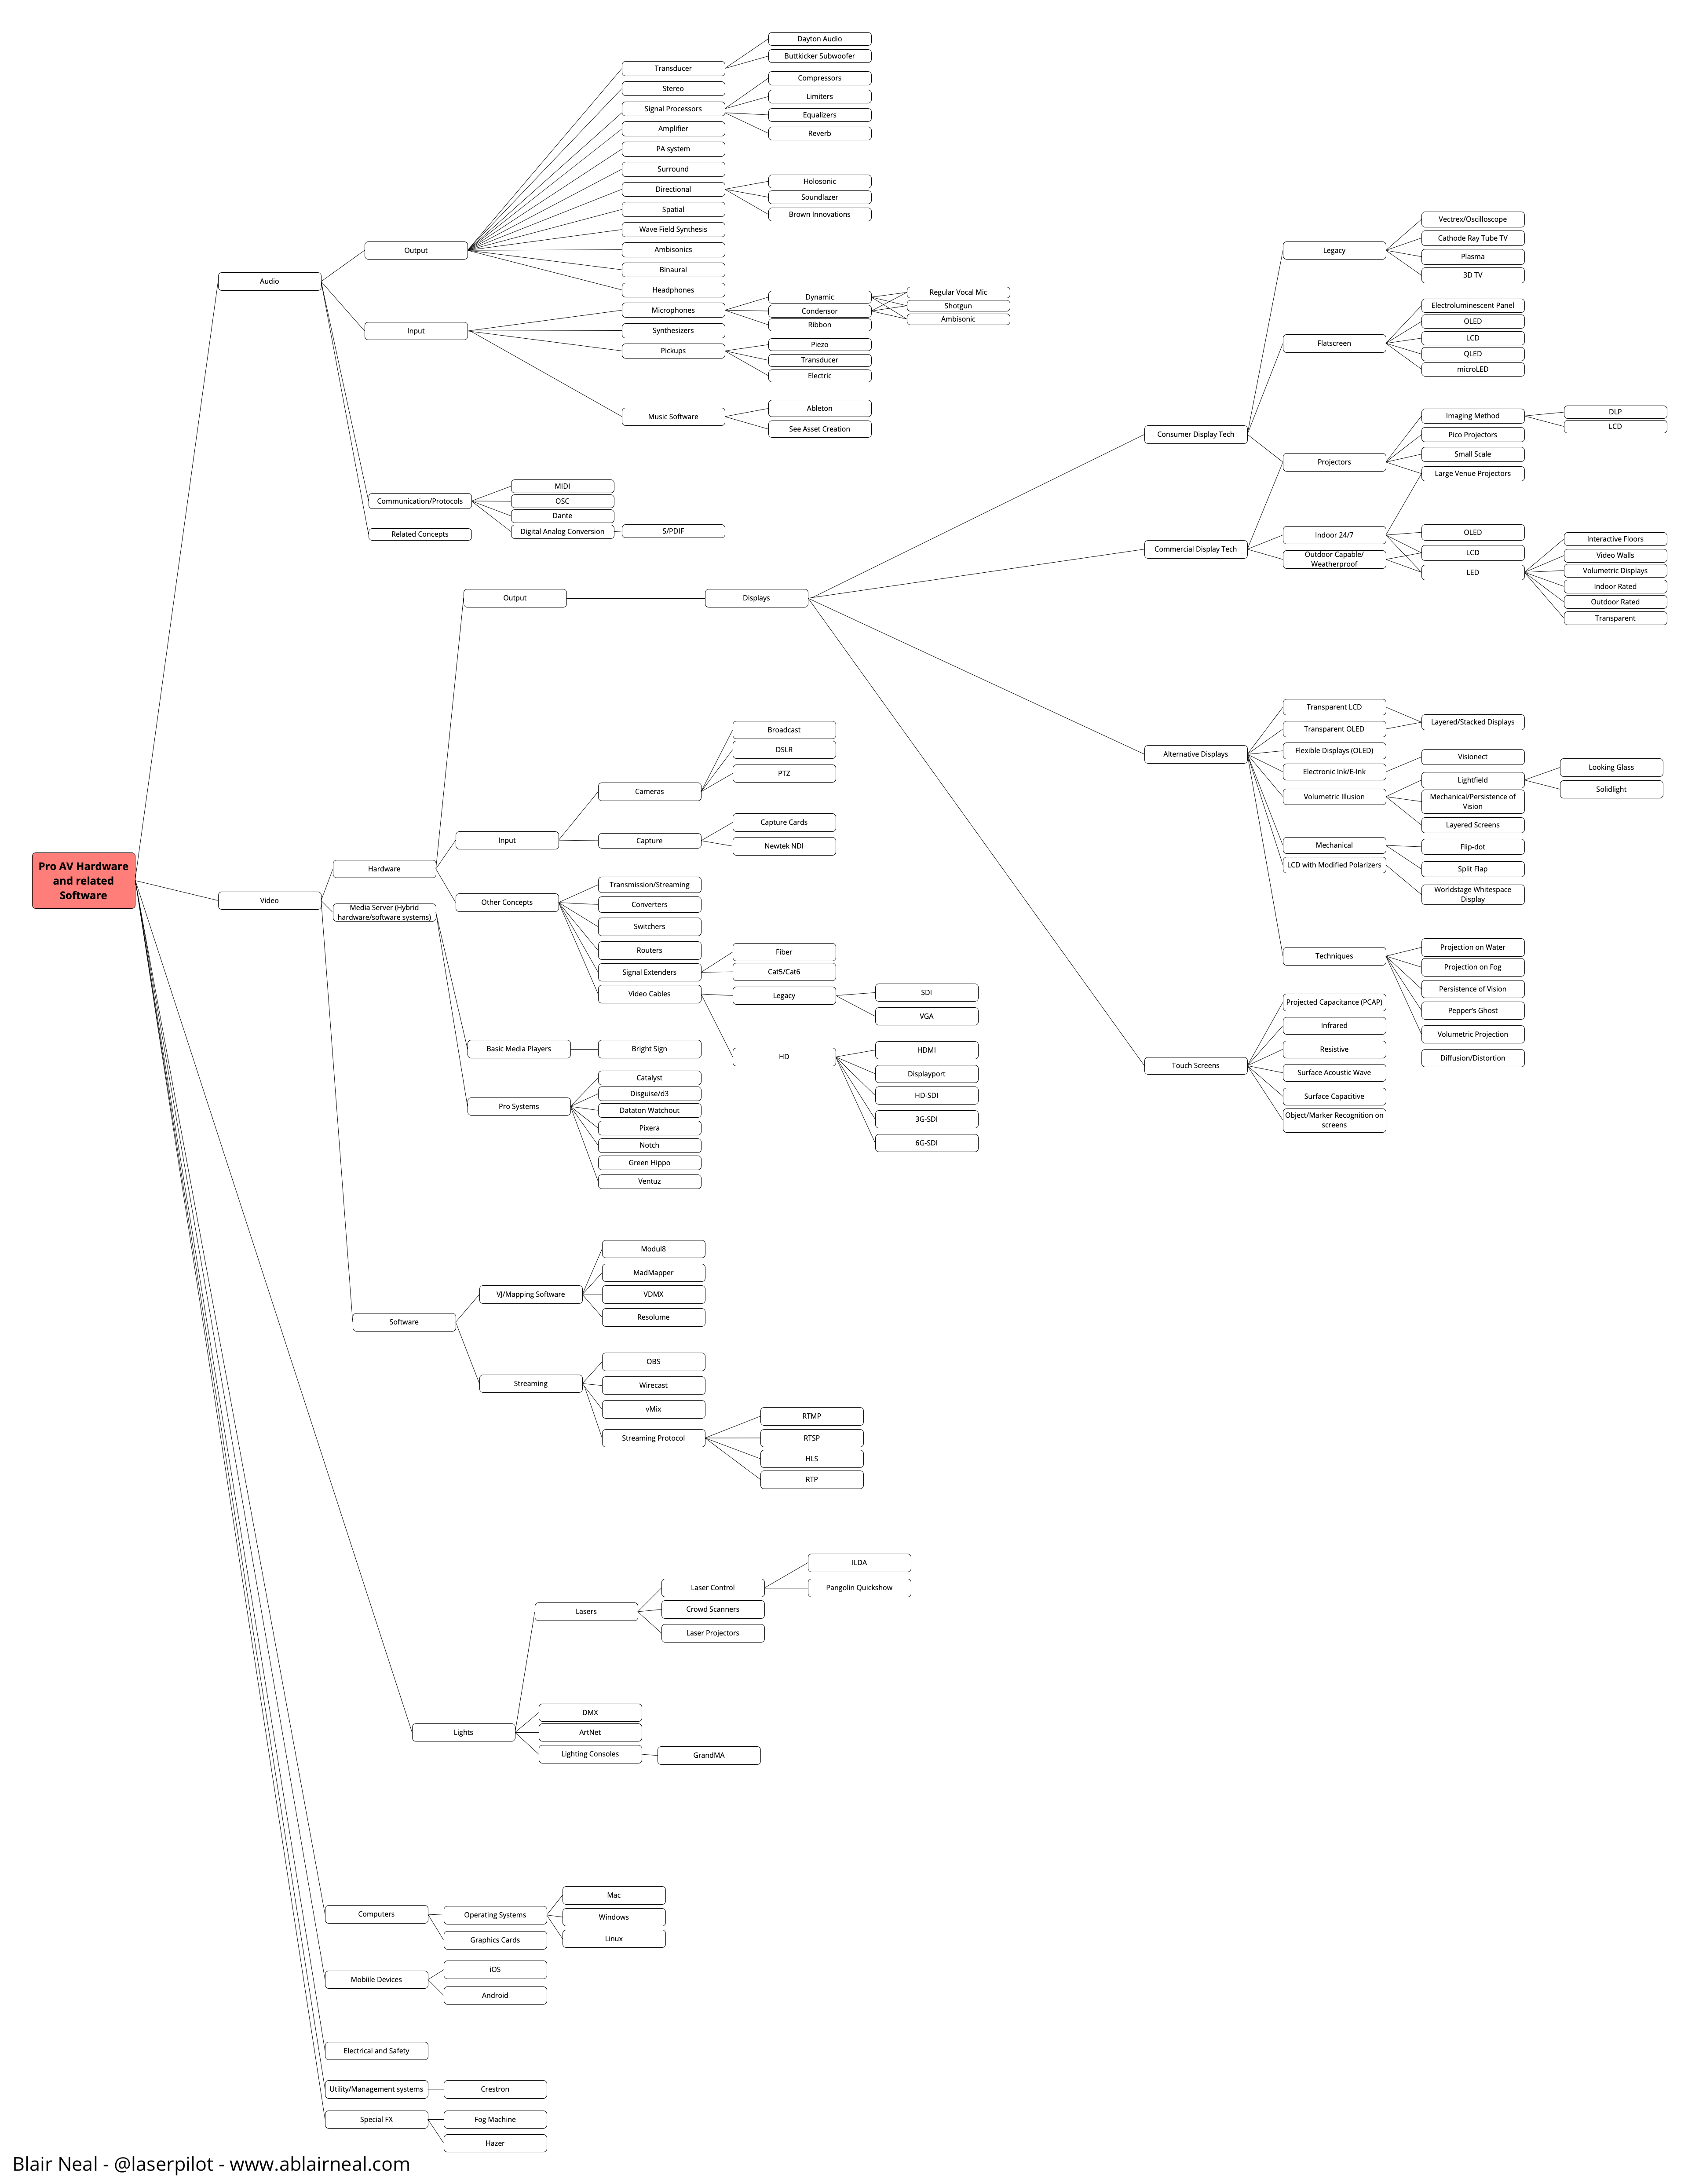 Pro AV Hardware
and related
Software
Audio
Output
Transducer
Dayton Audio
Buttkicker Subwoofer
Stereo
Signal Processors
Compressors
Limiters
Equalizers
Reverb
Amplifier
PA system
Surround
Directional
Holosonic
Soundlazer
Brown Innovations
Spatial
Wave Field Synthesis
Ambisonics
Binaural
Headphones
Input
Microphones
Dynamic
Condensor
Ribbon
Regular Vocal Mic
Shotgun
Ambisonic
Synthesizers
Pickups
Piezo
Transducer
Electric
Music Software
Ableton
See Asset Creation
Communication/Protocols
MIDI
OSC
Dante
Digital Analog Conversion
S/PDIF
Related Concepts
Video
Hardware
Output
Displays
Consumer Display Tech
Legacy
Vectrex/Oscilloscope
Cathode Ray Tube TV
Plasma
3D TV
Flatscreen
Electroluminescent Panel
OLED
LCD
QLED
microLED
Projectors
Imaging Method
DLP
LCD
Pico Projectors
Small Scale
Large Venue Projectors
Commercial Display Tech
Indoor 24/7
Outdoor Capable/
Weatherproof
OLED
LCD
LED
Interactive Floors
Video Walls
Volumetric Displays
Indoor Rated
Outdoor Rated
Transparent
Alternative Displays
Transparent LCD
Transparent OLED
Layered/Stacked Displays
Flexible Displays (OLED)
Electronic Ink/E-Ink
Visionect
Volumetric Illusion
Lightfield
Looking Glass
Solidlight
Mechanical/Persistence of
Vision
Layered Screens
Mechanical
Flip-dot
Split Flap
LCD with Modified Polarizers
Worldstage Whitespace
Display
Techniques
Projection on Water
Projection on Fog
Persistence of Vision
Pepper's Ghost
Volumetric Projection
Diffusion/Distortion
Touch Screens
Projected Capacitance (PCAP)
Infrared
Resistive
Surface Acoustic Wave
Surface Capacitive
Object/Marker Recognition on
screens
Input
Cameras
Broadcast
DSLR
PTZ
Capture
Capture Cards
Newtek NDI
Other Concepts
Transmission/Streaming
Converters
Switchers
Routers
Signal Extenders
Fiber
Cat5/Cat6
Video Cables
Legacy
SDI
VGA
HD
HDMI
Displayport
HD-SDI
3G-SDI
6G-SDI
Media Server (Hybrid
hardware/software systems)
Basic Media Players
Bright Sign
Pro Systems
Catalyst
Disguise/d3
Dataton Watchout
Pixera
Notch
Green Hippo
Ventuz
Software
VJ/Mapping Software
Modul8
MadMapper
VDMX
Resolume
Streaming
OBS
Wirecast
vMix
Streaming Protocol
RTMP
RTSP
HLS
RTP
Lights
Lasers
Laser Control
ILDA
Pangolin Quickshow
Crowd Scanners
Laser Projectors
DMX
ArtNet
Lighting Consoles
GrandMA
Computers
Operating Systems
Mac
Windows
Linux
Graphics Cards
Mobiile Devices
iOS
Android
Electrical and Safety
Utility/Management systems
Crestron
Special FX
Fog Machine
Hazer
Blair Neal - @laserpilot - www.ablairneal.com